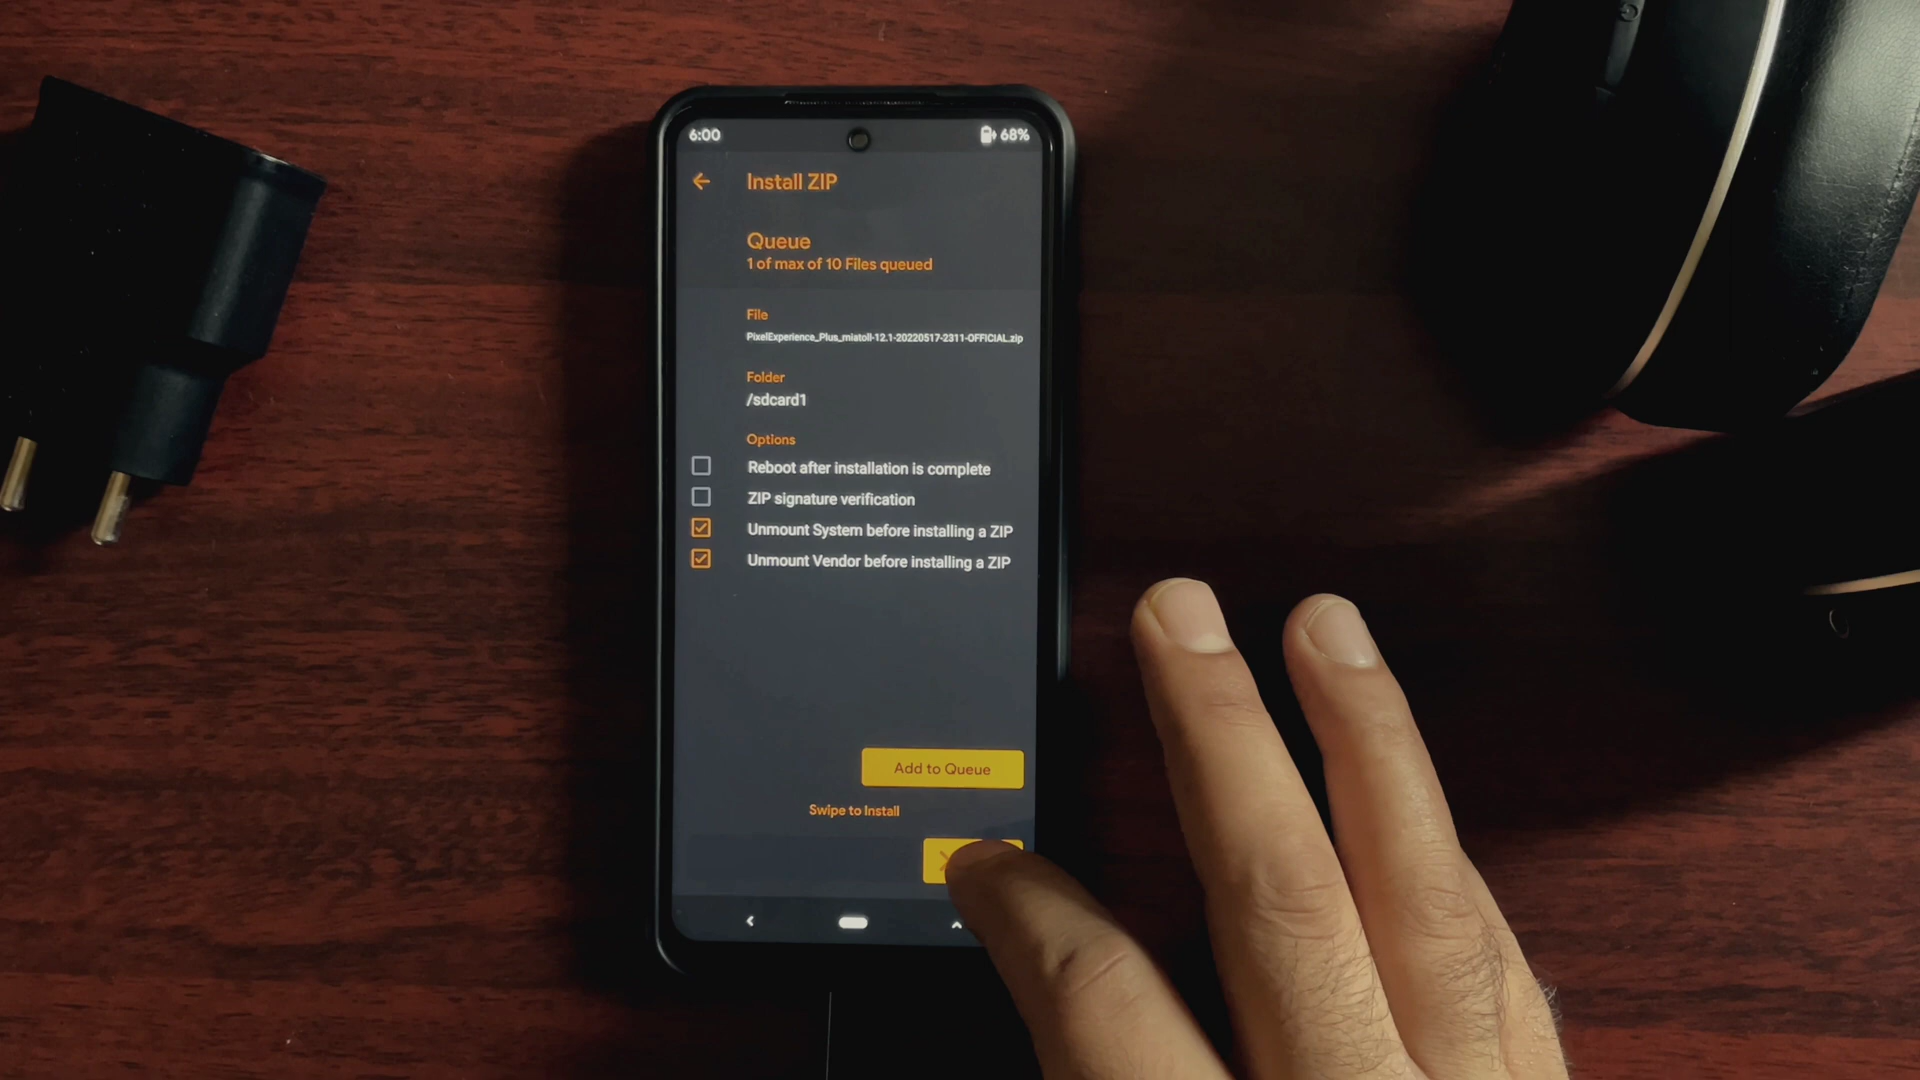 6:00
68%
Install ZIP
Queue
1 of max of 10 Files queued
File
PixelExperience_Plus_miatoll-12.1-20220517-2311-OFFICIAL.zip
Folder
/sdcard1
Options
Reboot after installation is complete
ZIP signature verification
Unmount System before installing a ZIP
Unmount Vendor before installing a ZIP
Add to Queue
Swipe to Install